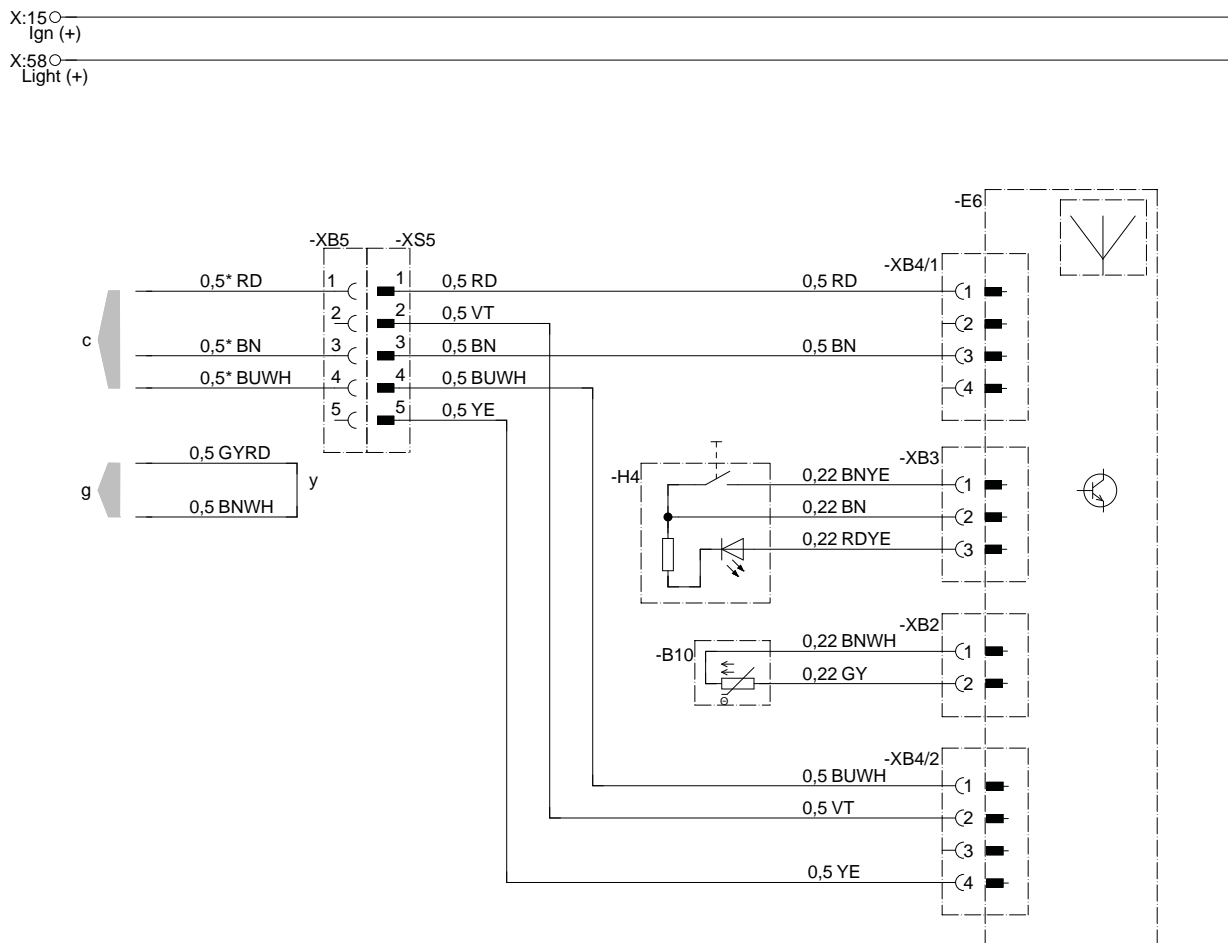 X:15
Ign (+)
X:58
Light (+)
-E6
-XB5 -XS5
-XB4/1
0,5* RD 1 1 0,5 RD 0,5 RD 1
2 2 0,5 VT 2
c 0,5* BN 3 3 0,5 BN 0,5 BN 3
0,5* BUWH 4 4 0,5 BUWH 4
5 5 0,5 YE
0,5 GYRD
g y
0,5 BNWH
-H4 -XB3
0,22 BNYE 1
0,22 BN 2
0,22 RDYE 3
-XB2
-B10 0,22 BNWH 1
0,22 GY 2
-XB4/2
0,5 BUWH 1
0,5 VT 2
3
0,5 YE 4